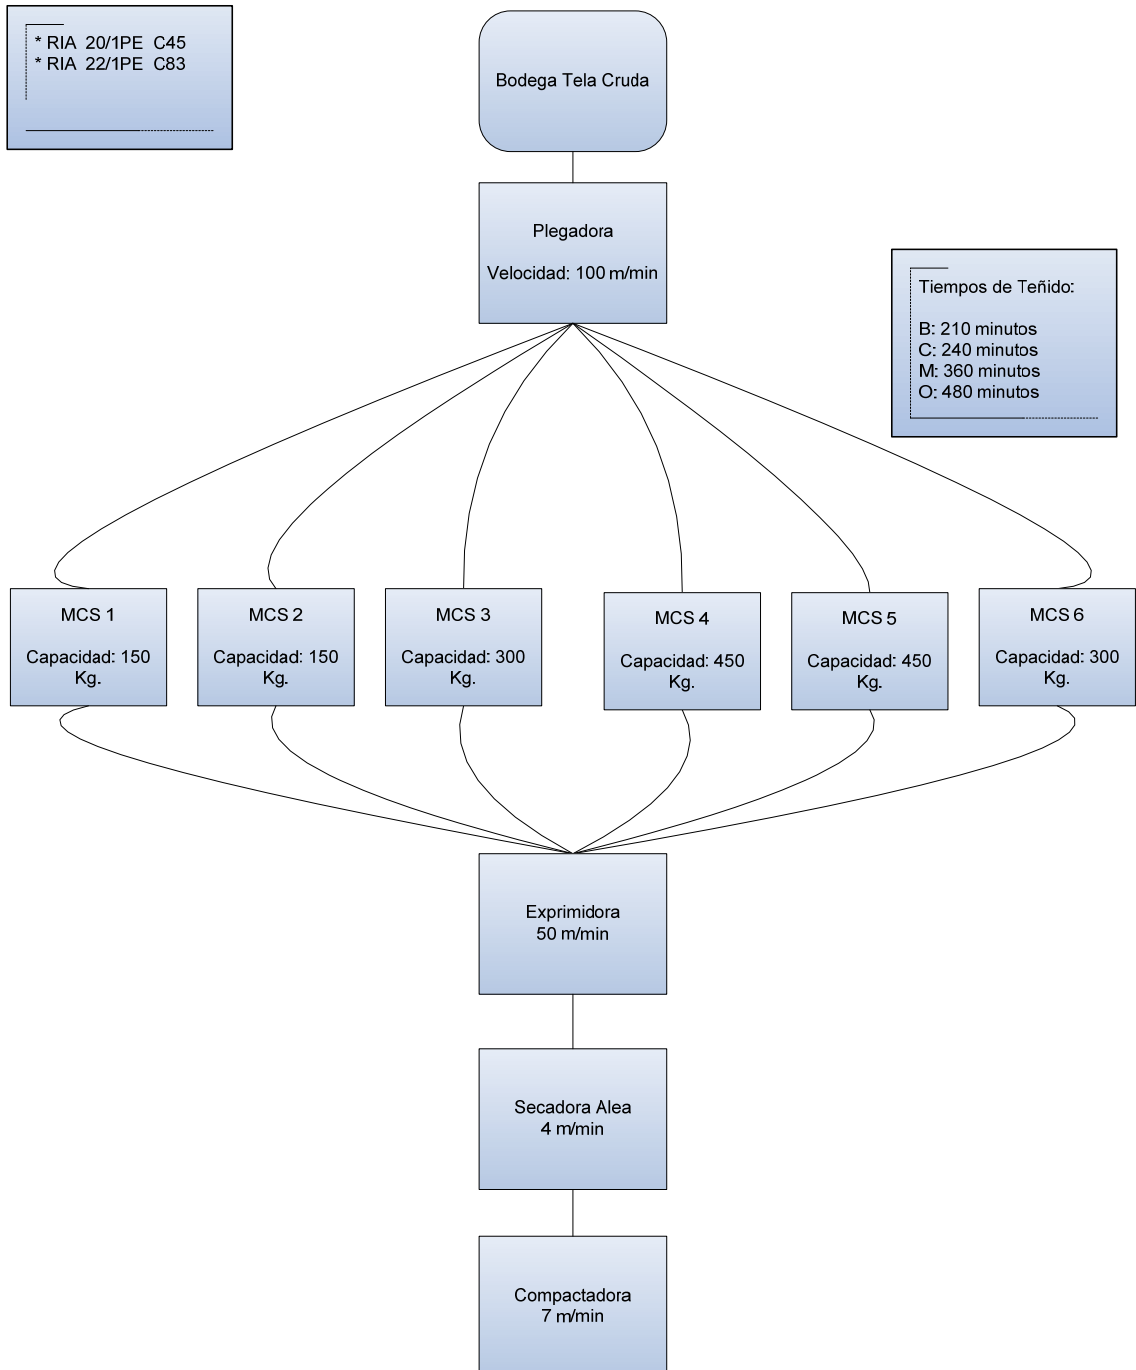 * RIA 20/1PE C45
* RIA 22/1PE C83
Bodega Tela Cruda
Plegadora
Velocidad: 100 m/min
Tiempos de Teñido:
B: 210 minutos
C: 240 minutos
M: 360 minutos
O: 480 minutos
MCS 1
Capacidad: 150
Kg.
MCS 2
Capacidad: 150
Kg.
MCS 3
Capacidad: 300
Kg.
MCS 4
Capacidad: 450
Kg.
MCS 5
Capacidad: 450
Kg.
MCS 6
Capacidad: 300
Kg.
Exprimidora
50 m/min
Secadora Alea
4 m/min
Compactadora
7 m/min